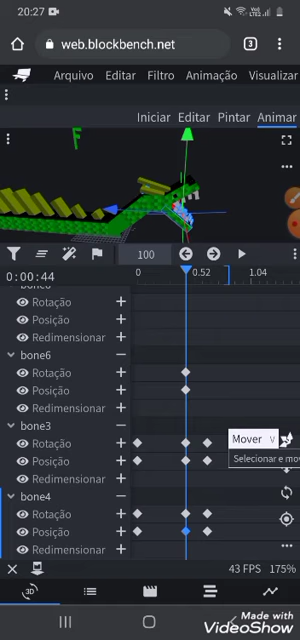 20:27
VoLTE2
web.blockbench.net
3
Arquivo Editar Filtro Animação Visualizar
Iniciar Editar Pintar Animar
100
0:00:44
0 0.52 1.04
Rotação
Posição
Redimensionar
bone6
Rotação
Posição
Redimensionar
bone3
Rotação
Mover V
Posição
Selecionar e mo
bone4
Rotação
Posição
Redimensionar
43 FPS 175%
3D
MADE WITH
VideoShow